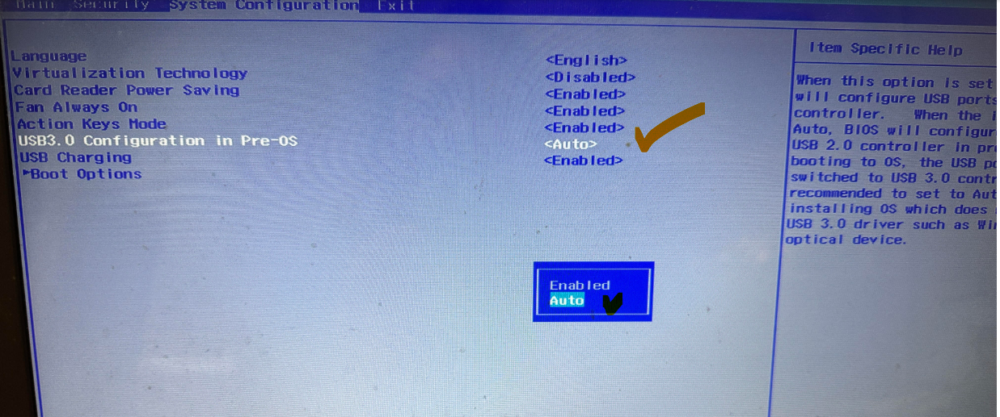 Main Security System Configuration Exit
Language <English>
Virtualization Technology <Disabled>
Card Reader Power Saving <Enabled>
Fan Always On <Enabled>
Action Keys Mode <Enabled>
USB3.0 Configuration in Pre-OS <Auto>
USB Charging <Enabled>
Boot Options
Enabled
Auto
Item Specific Help
When this option is set
will configure USB ports
controller. When the i
Auto, BIOS will configur
USB 2.0 controller in pr
booting to OS, the USB po
switched to USB 3.0 contr
recommended to set to Aut
installing OS which does
USB 3.0 driver such as Wi
optical device.